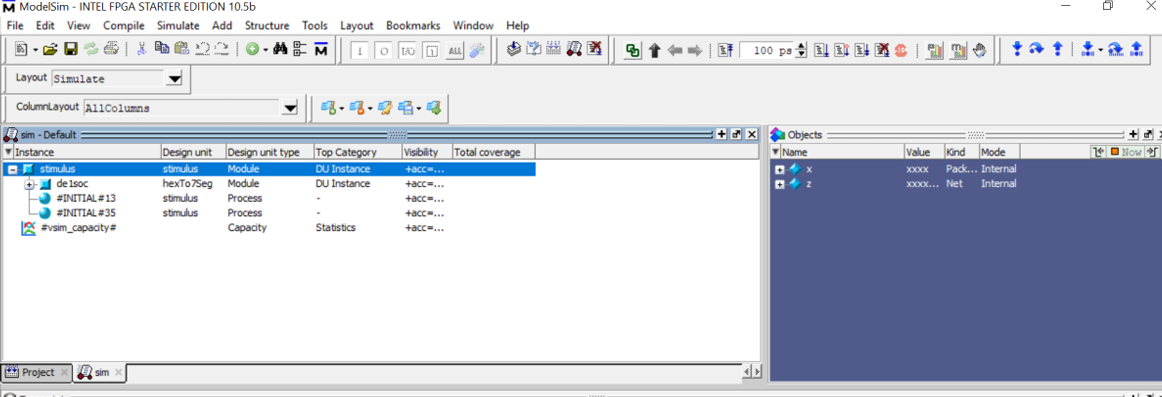 ModelSim - INTEL FPGA STARTER EDITION 10.5b
File Edit View Compile Simulate Add Structure Tools Layout Bookmarks Window Help
100 ps
Layout Simulate
ColumnLayout AllColumns
sim - Default
Instance Design unit Design unit type Top Category Visibility Total coverage
stimulus stimulus Module DU Instance +acc=...
de1soc hexTo7Seg Module DU Instance +acc=...
#INITIAL#13 stimulus Process - +acc=...
#INITIAL#35 stimulus Process - +acc=...
#vsim_capacity# Capacity Statistics +acc=...
Objects
Name Value Kind Mode Now
x xxxx Pack... Internal
z xxxx... Net Internal
Project sim